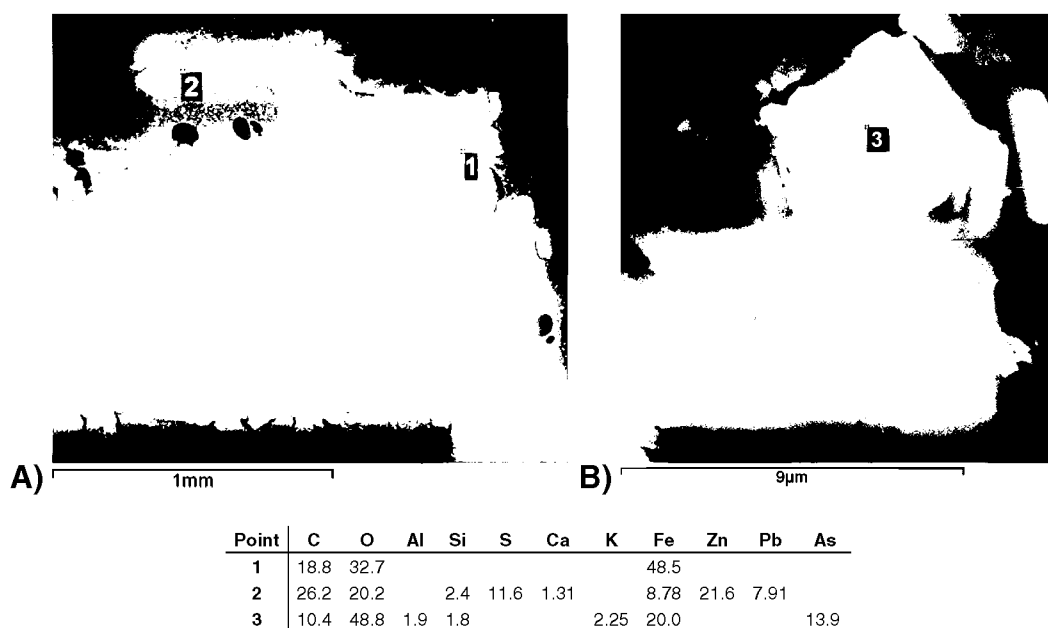 2
1
3
A)
1mm
B)
9µm
Point C O Al Si S Ca K Fe Zn Pb As
1 18.8 32.7 48.5
2 26.2 20.2 2.4 11.6 1.31 8.78 21.6 7.91
3 10.4 48.8 1.9 1.8 2.25 20.0 13.9